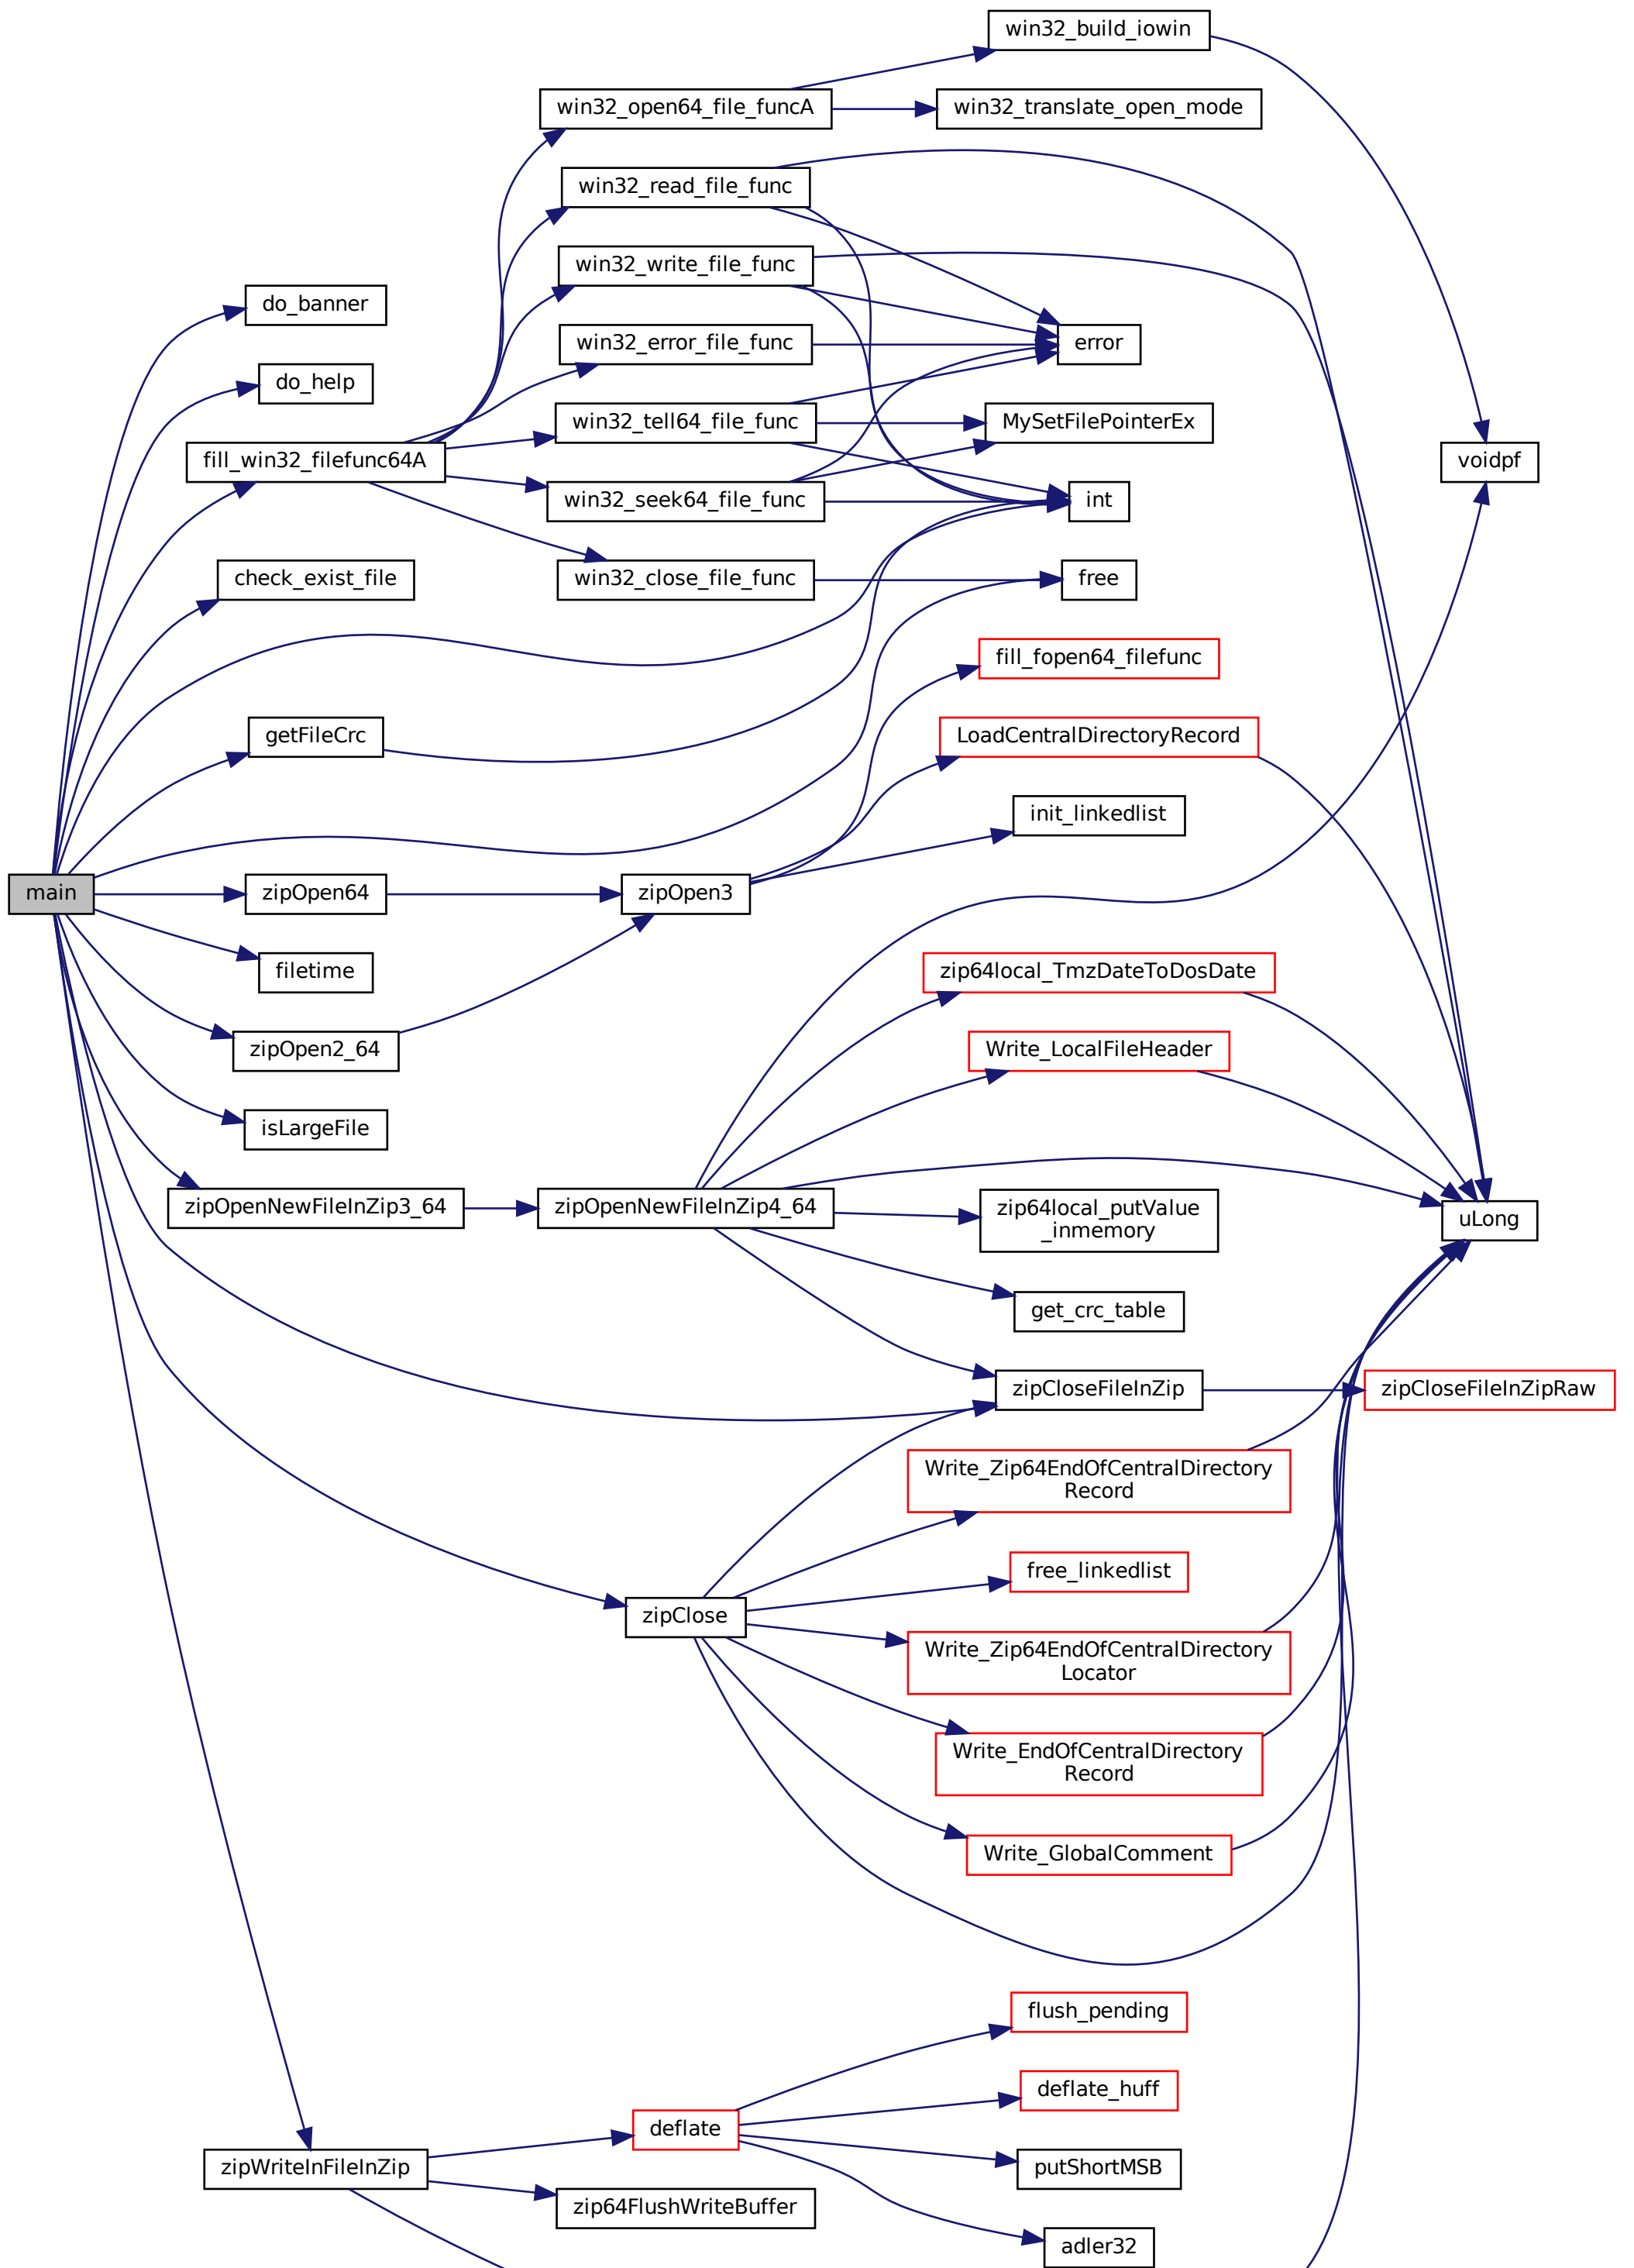 win32_build_iowin
win32_open64_file_funcA
win32_translate_open_mode
win32_read_file_func
win32_write_file_func
do_banner
win32_error_file_func
error
do_help
win32_tell64_file_func
MySetFilePointerEx
fill_win32_filefunc64A
voidpf
win32_seek64_file_func
int
check_exist_file
win32_close_file_func
free
fill_fopen64_filefunc
getFileCrc
LoadCentralDirectoryRecord
init_linkedlist
main
zipOpen64
zipOpen3
filetime
zip64local_TmzDateToDosDate
zipOpen2_64
Write_LocalFileHeader
isLargeFile
zipOpenNewFileInZip3_64
zipOpenNewFileInZip4_64
zip64local_putValue
_inmemory
uLong
get_crc_table
zipCloseFileInZip
zipCloseFileInZipRaw
Write_Zip64EndOfCentralDirectory
Record
free_linkedlist
zipClose
Write_Zip64EndOfCentralDirectory
Locator
Write_EndOfCentralDirectory
Record
Write_GlobalComment
flush_pending
deflate_huff
deflate
zipWriteInFileInZip
putShortMSB
zip64FlushWriteBuffer
adler32